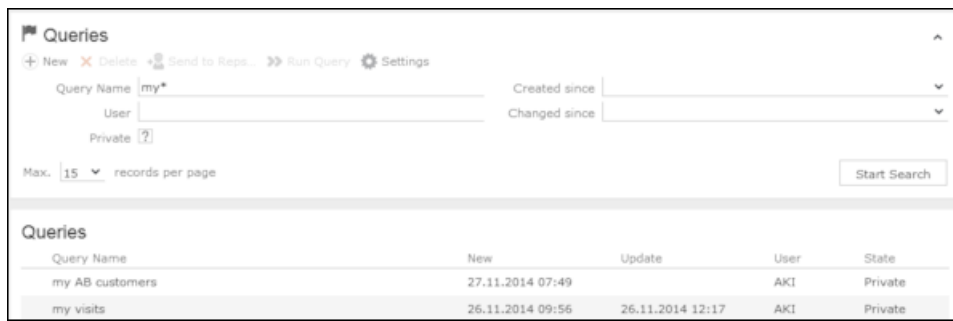 Queries
New Delete Send to Reps... Run Query Settings
Query Name my* Created since
User Changed since
Private ?
Max. 15 records per page Start Search
Queries
Query Name New Update User State
my AB customers 27.11.2014 07:49 AKI Private
my visits 26.11.2014 09:56 26.11.2014 12:17 AKI Private